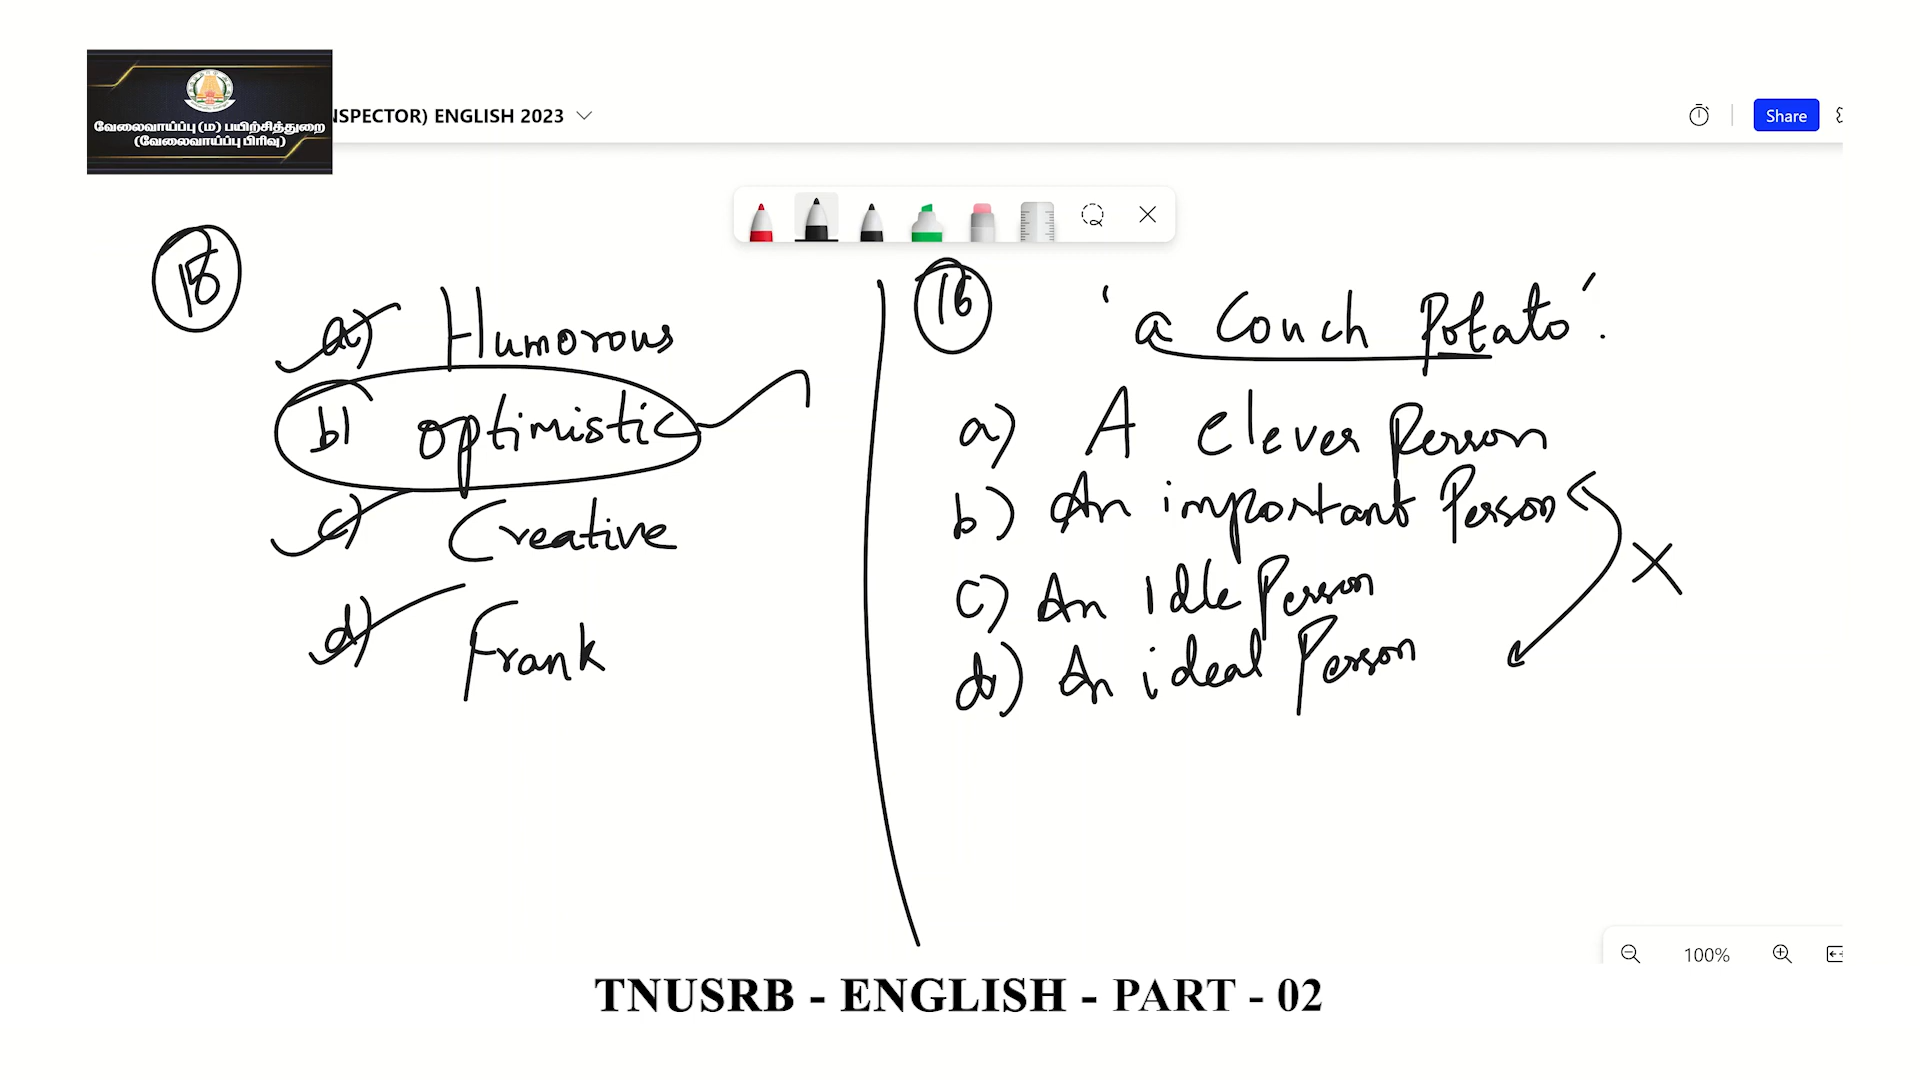 வேலைவாய்ப்பு (ம) பயிற்சித்துறை
(வேலைவாய்ப்பு பிரிவு)
NSPECTOR) ENGLISH 2023
Share
15
a) Humorous
b) optimistic
c) Creative
d) Frank
16
'a Couch Potato'.
a) A clever Person
b) An important Person
c) An Idle Person
d) An ideal Person
X
100%
TNUSRB - ENGLISH - PART - 02